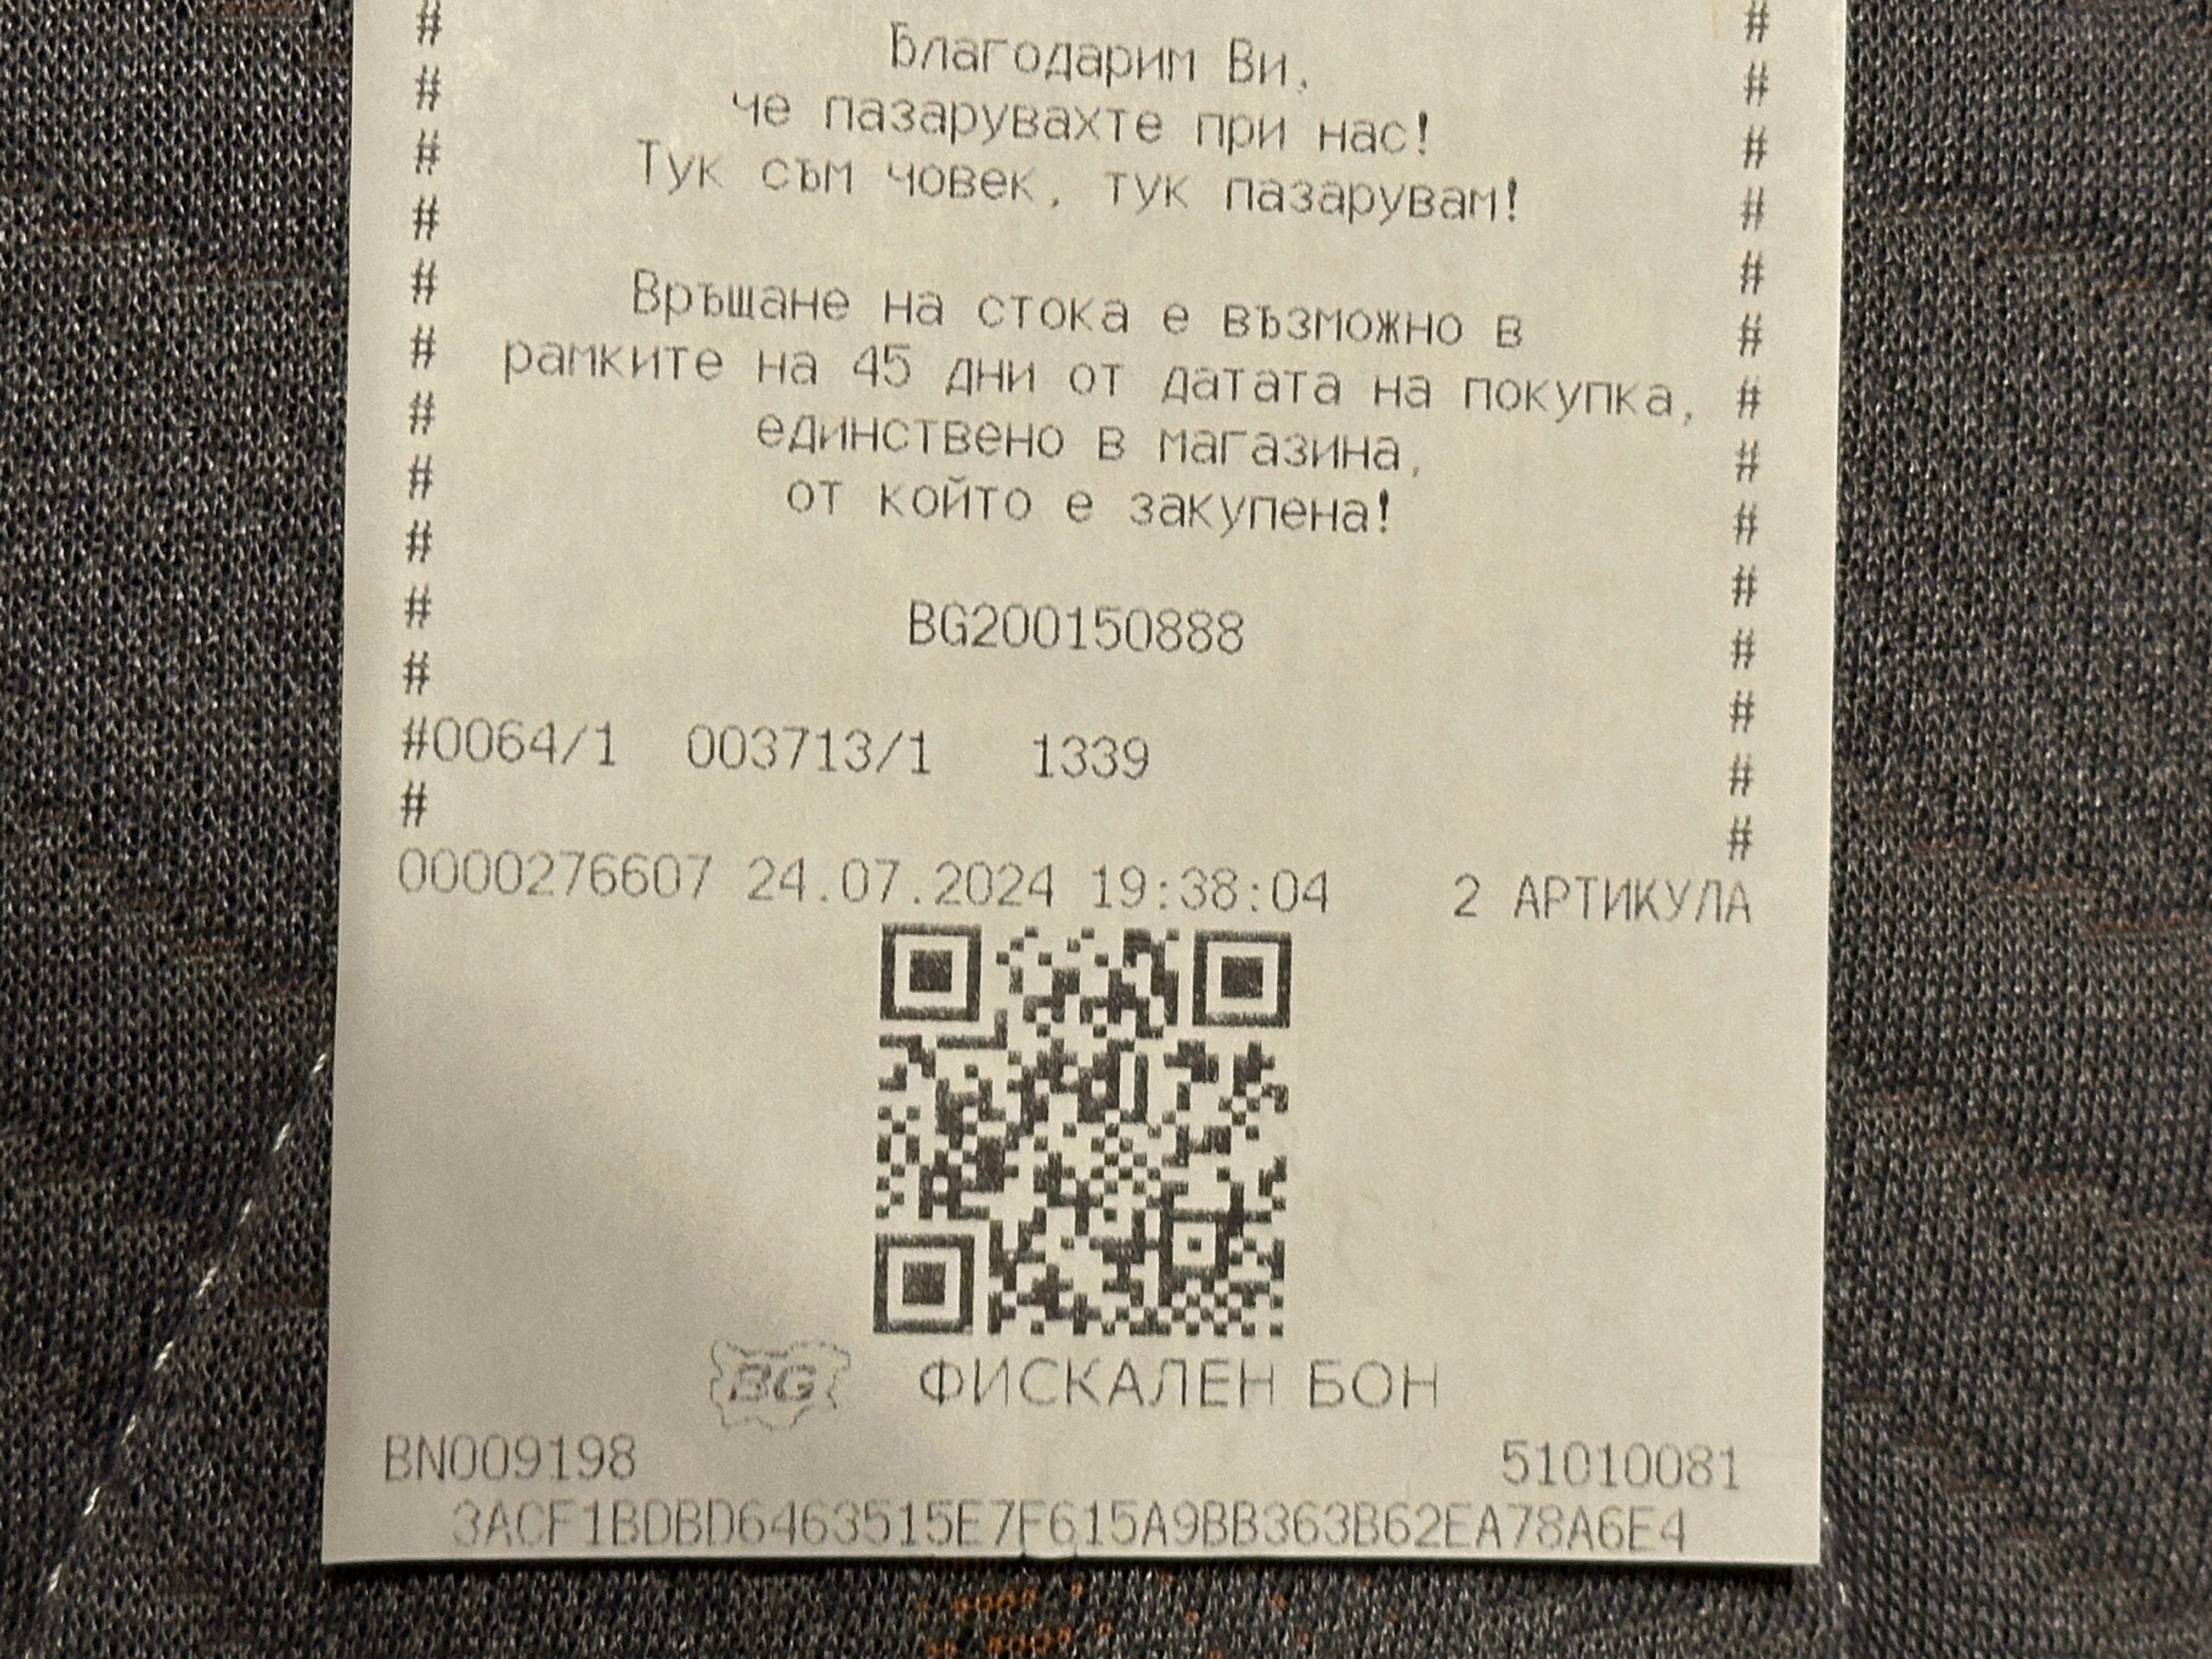 # Благодарим Ви, #
# че пазарувахте при нас! #
# Тук съм човек, тук пазарувам! #
# #
# Връщане на стока е възможно в #
# рамките на 45 дни от датата на покупка, #
# единствено в магазина, #
# от който е закупена! #
# #
# BG200150888 #
# #
#0064/1 003713/1 1339 #
# #
0000276607 24.07.2024 19:38:04 2 АРТИКУЛА
BG ФИСКАЛЕН БОН
BN009198 51010081
3ACF1BDBD6463515E7F615A9BB363B62EA78A6E4